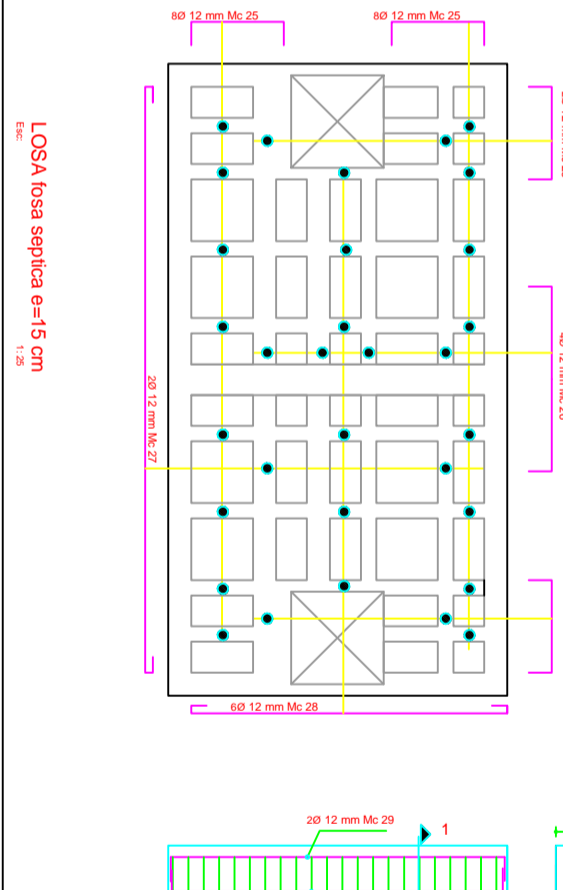 8Ø 12 mm Mc 25
8Ø 12 mm Mc 25
LOSA fosa septica e=15 cm
Esc: 1:25
2Ø 12 mm Mc 27
6Ø 12 mm Mc 28
2Ø 12 mm Mc 29
1